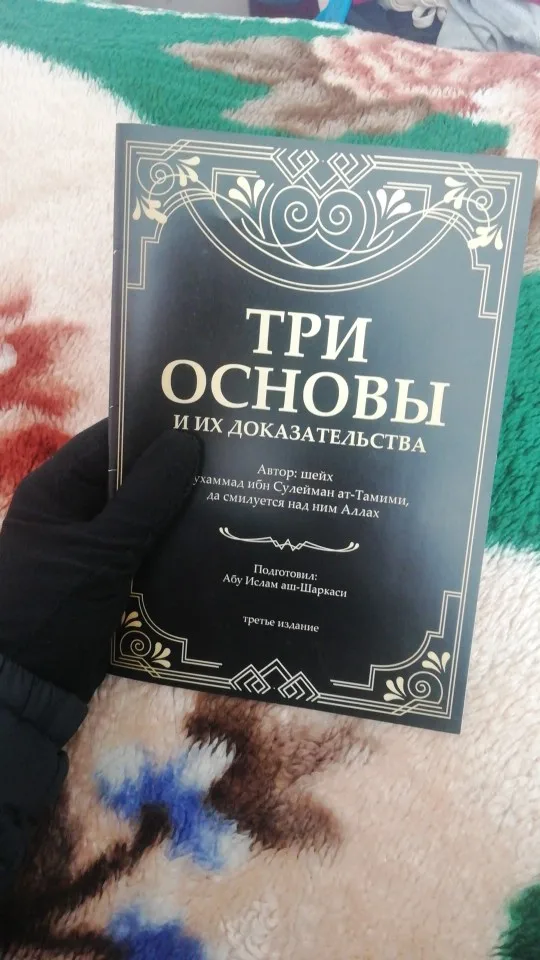 ТРИ
ОСНОВЫ
И ИХ ДОКАЗАТЕЛЬСТВА
Автор: шейх
ухаммад ибн Сулейман ат-Тамими,
да смилуется над ним Аллах
Подготовил:
Абу Ислам аш-Шаркаси
третье издание